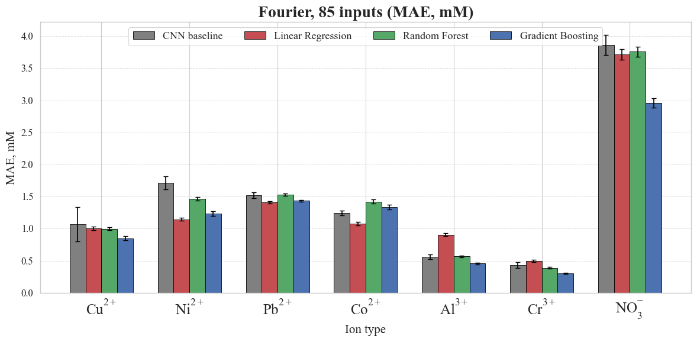 Fourier, 85 inputs (MAE, mM)
CNN baseline Linear Regression Random Forest Gradient Boosting
MAE, mM
4.0
3.5
3.0
2.5
2.0
1.5
1.0
0.5
0.0
Cu²⁺ Ni²⁺ Pb²⁺ Co²⁺ Al³⁺ Cr³⁺ NO₃⁻
Ion type